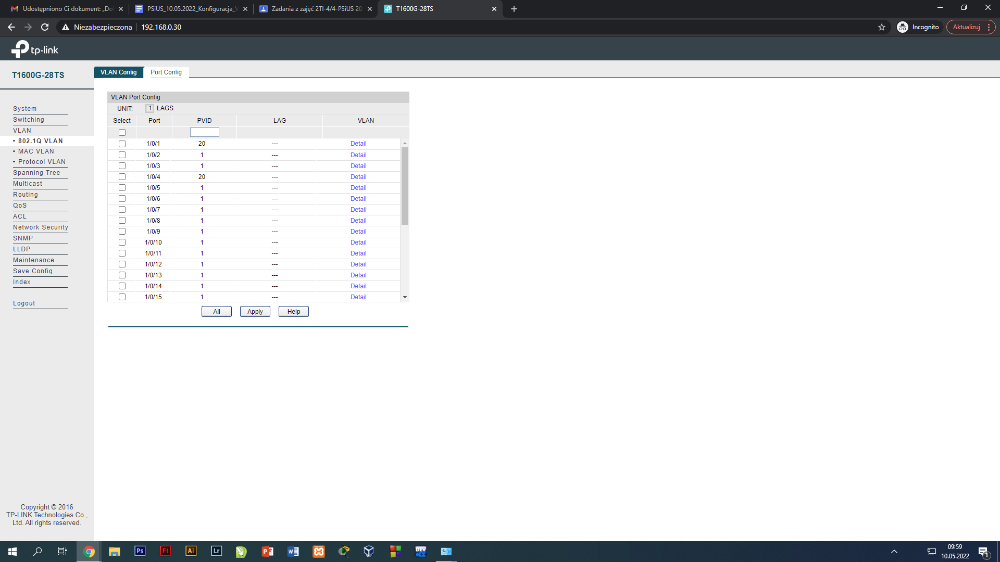 Udostępniono Ci dokument: „Do
PSiUS_10.05.2022_Konfiguracja_V
Zadania z zajęć 2TI-4/4-PSiUS 20
T1600G-28TS
Niezabezpieczona
192.168.0.30
Incognito
Aktualizuj
tp-link
T1600G-28TS
VLAN Config
Port Config
System
Switching
VLAN
• 802.1Q VLAN
• MAC VLAN
• Protocol VLAN
Spanning Tree
Multicast
Routing
QoS
ACL
Network Security
SNMP
LLDP
Maintenance
Save Config
Index
Logout
VLAN Port Config
UNIT: 1 LAGS
Select Port PVID LAG VLAN
1/0/1 20 --- Detail
1/0/2 1 --- Detail
1/0/3 1 --- Detail
1/0/4 20 --- Detail
1/0/5 1 --- Detail
1/0/6 1 --- Detail
1/0/7 1 --- Detail
1/0/8 1 --- Detail
1/0/9 1 --- Detail
1/0/10 1 --- Detail
1/0/11 1 --- Detail
1/0/12 1 --- Detail
1/0/13 1 --- Detail
1/0/14 1 --- Detail
1/0/15 1 --- Detail
All Apply Help
Copyright © 2016
TP-LINK Technologies Co.,
Ltd. All rights reserved.
Ps
Fl
Ai
Lr
DEV
09:59
10.05.2022
1